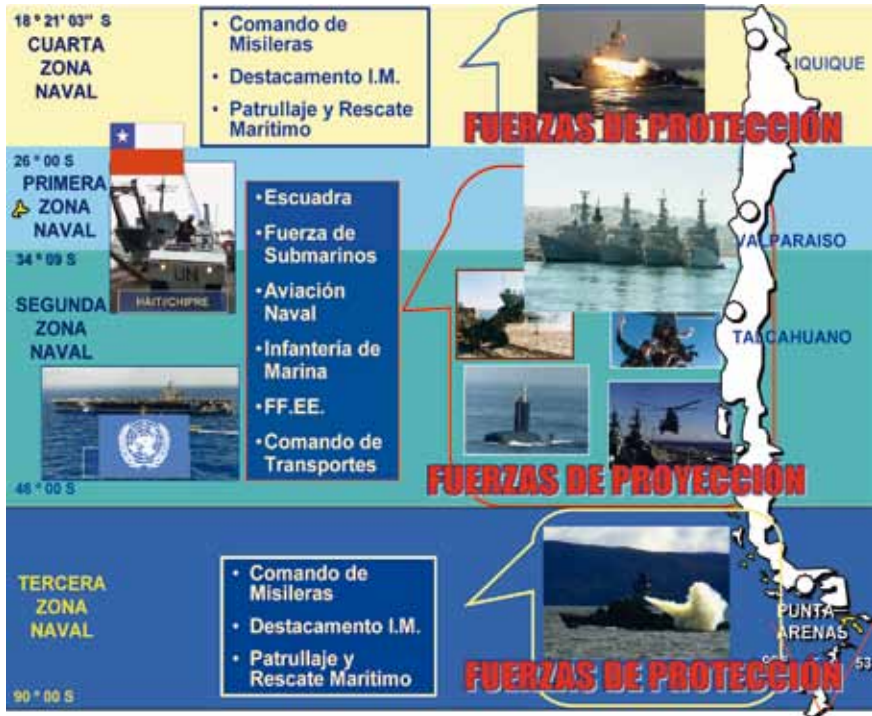 18 º 21' 03" S
CUARTA
ZONA
NAVAL
• Comando de
Misileras
• Destacamento I.M.
• Patrullaje y Rescate
Marítimo
IQUIQUE
FUERZAS DE PROTECCIÓN
26 º 00 S
PRIMERA
ZONA
NAVAL
34 º 09 S
UN
HAITI/CHIPRE
•Escuadra
•Fuerza de
Submarinos
•Aviación
Naval
•Infantería de
Marina
•FF.EE.
•Comando de
Transportes
VALPARAISO
SEGUNDA
ZONA
NAVAL
TALCAHUANO
FUERZAS DE PROYECCIÓN
46 º 00 S
TERCERA
ZONA
NAVAL
• Comando de
Misileras
• Destacamento I.M.
• Patrullaje y
Rescate Marítimo
PUNTA
ARENAS
53
FUERZAS DE PROTECCIÓN
90 º 00 S